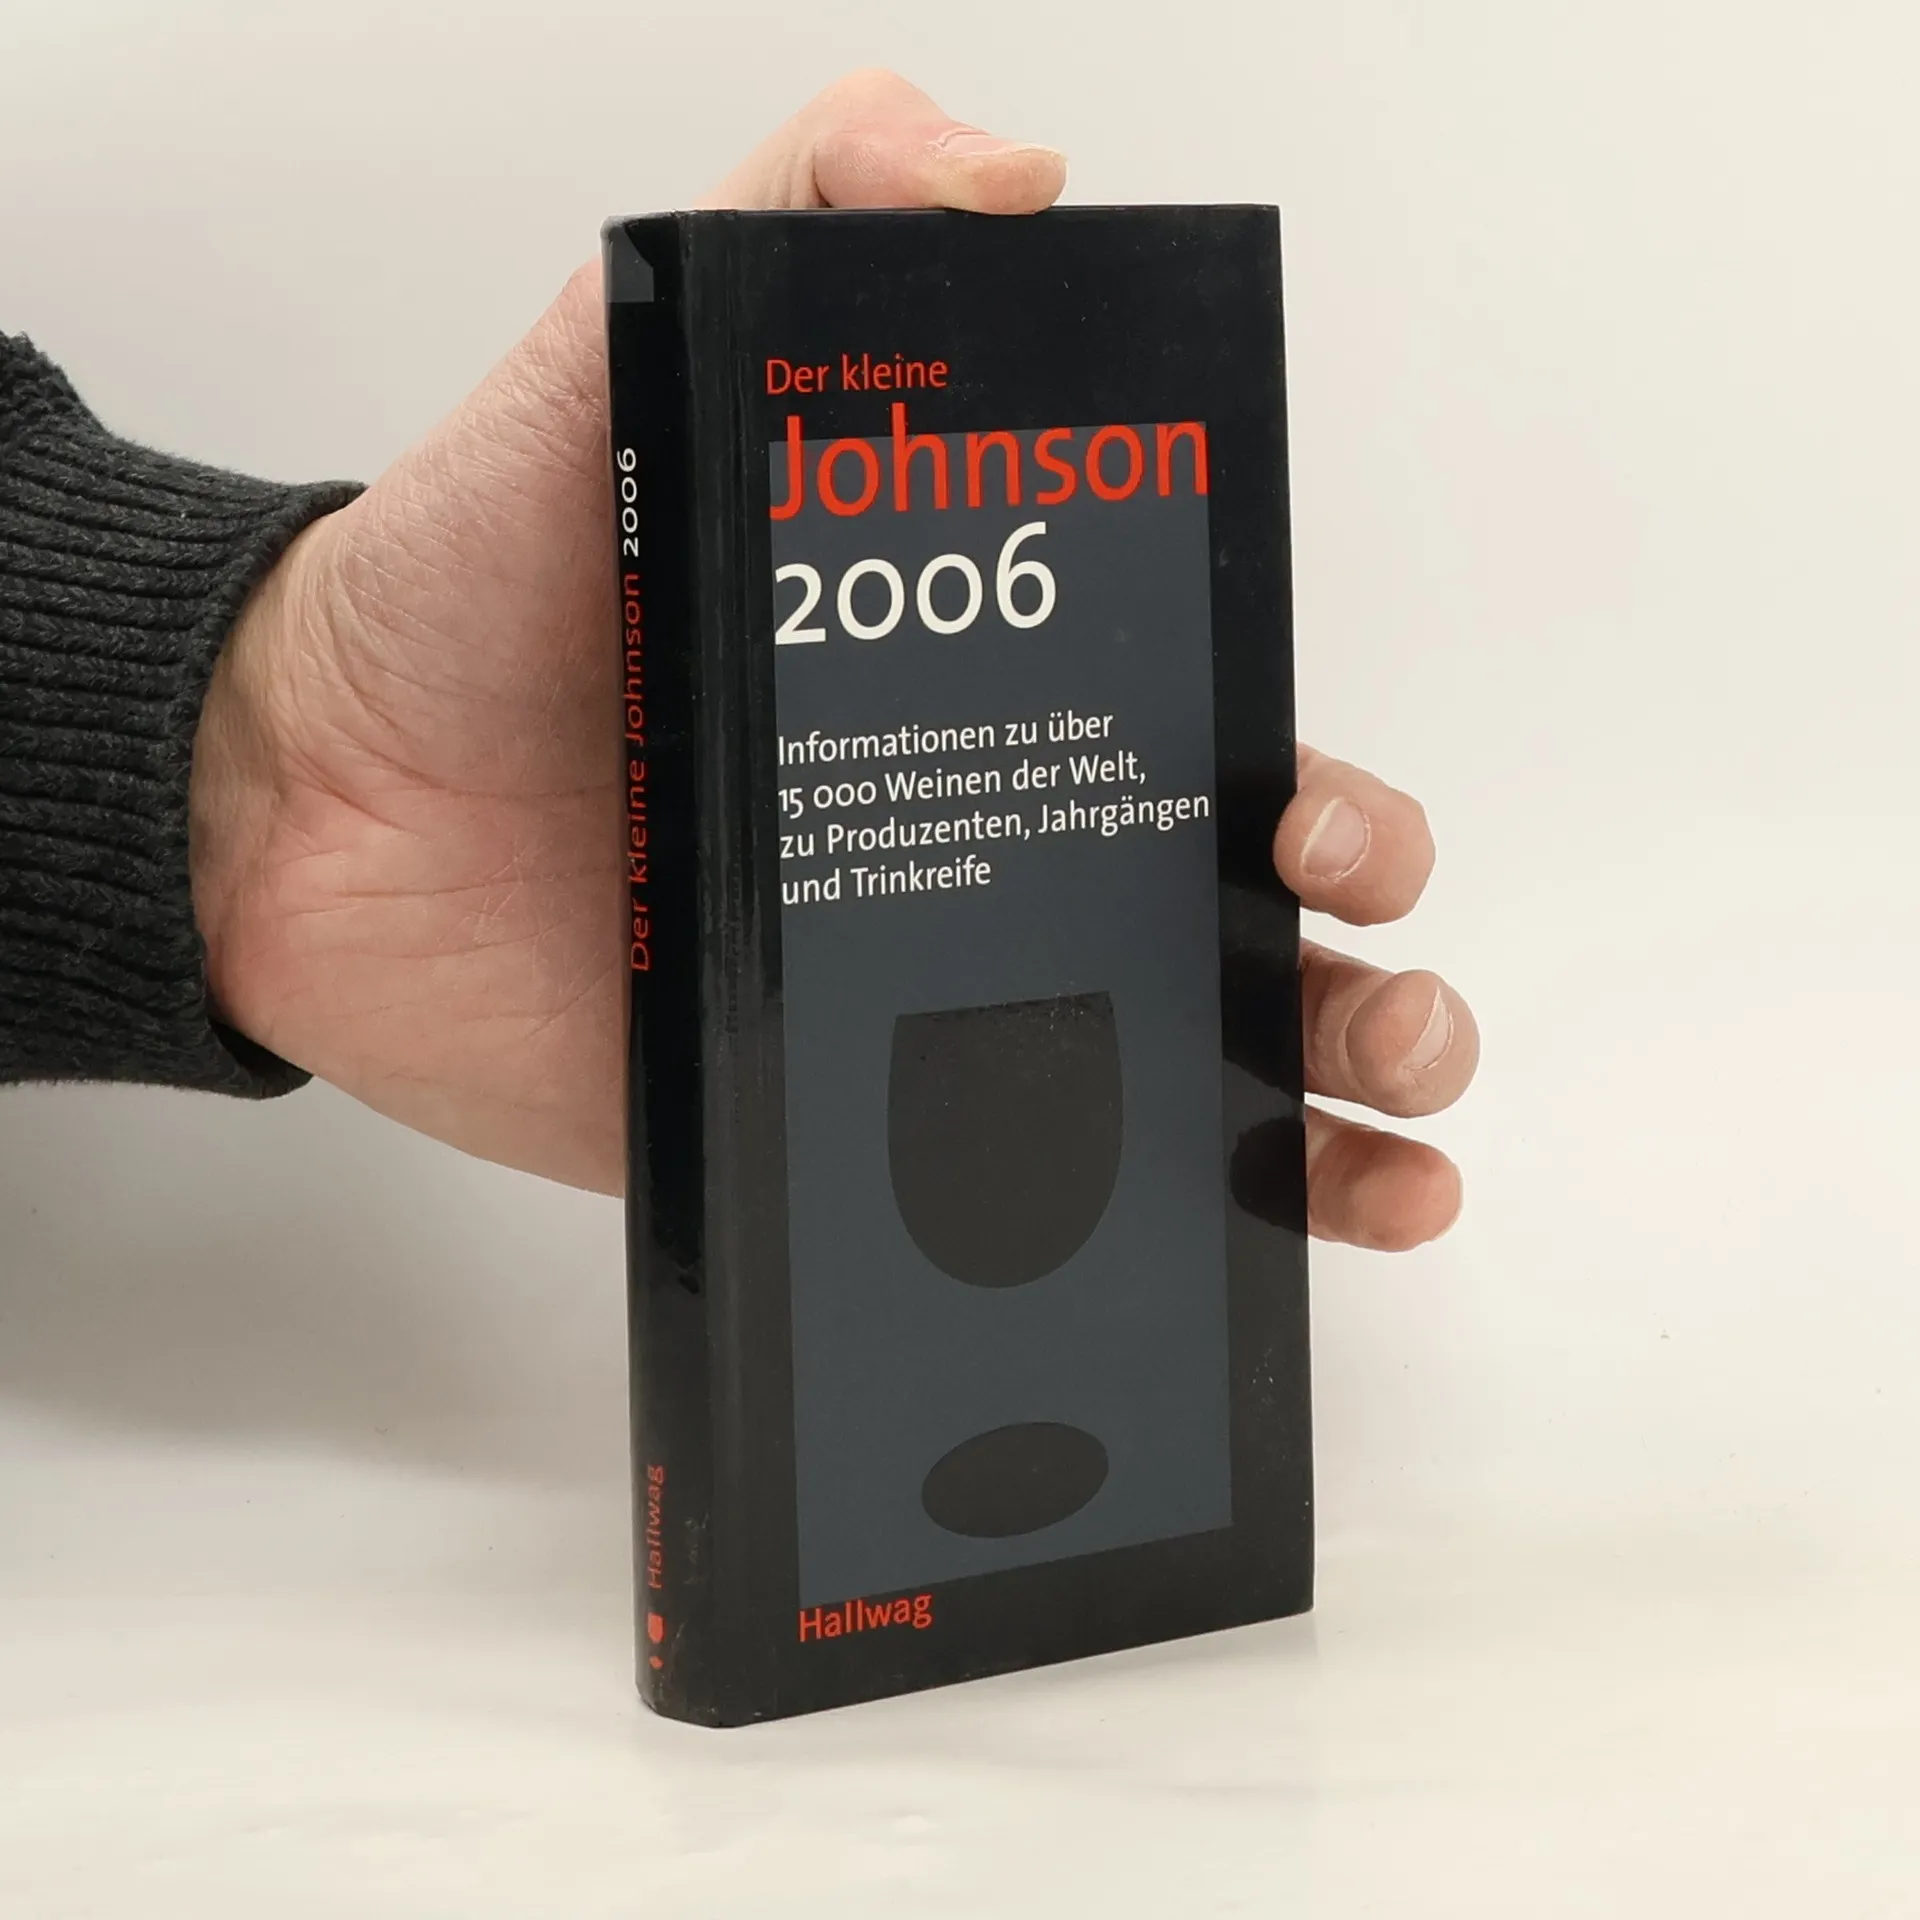 Der kleine
Johnson
2006
Informationen zu über
15 000 Weinen der Welt,
zu Produzenten, Jahrgängen
und Trinkreife
Hallwag
Der kleine Johnson 2006
Hallwag